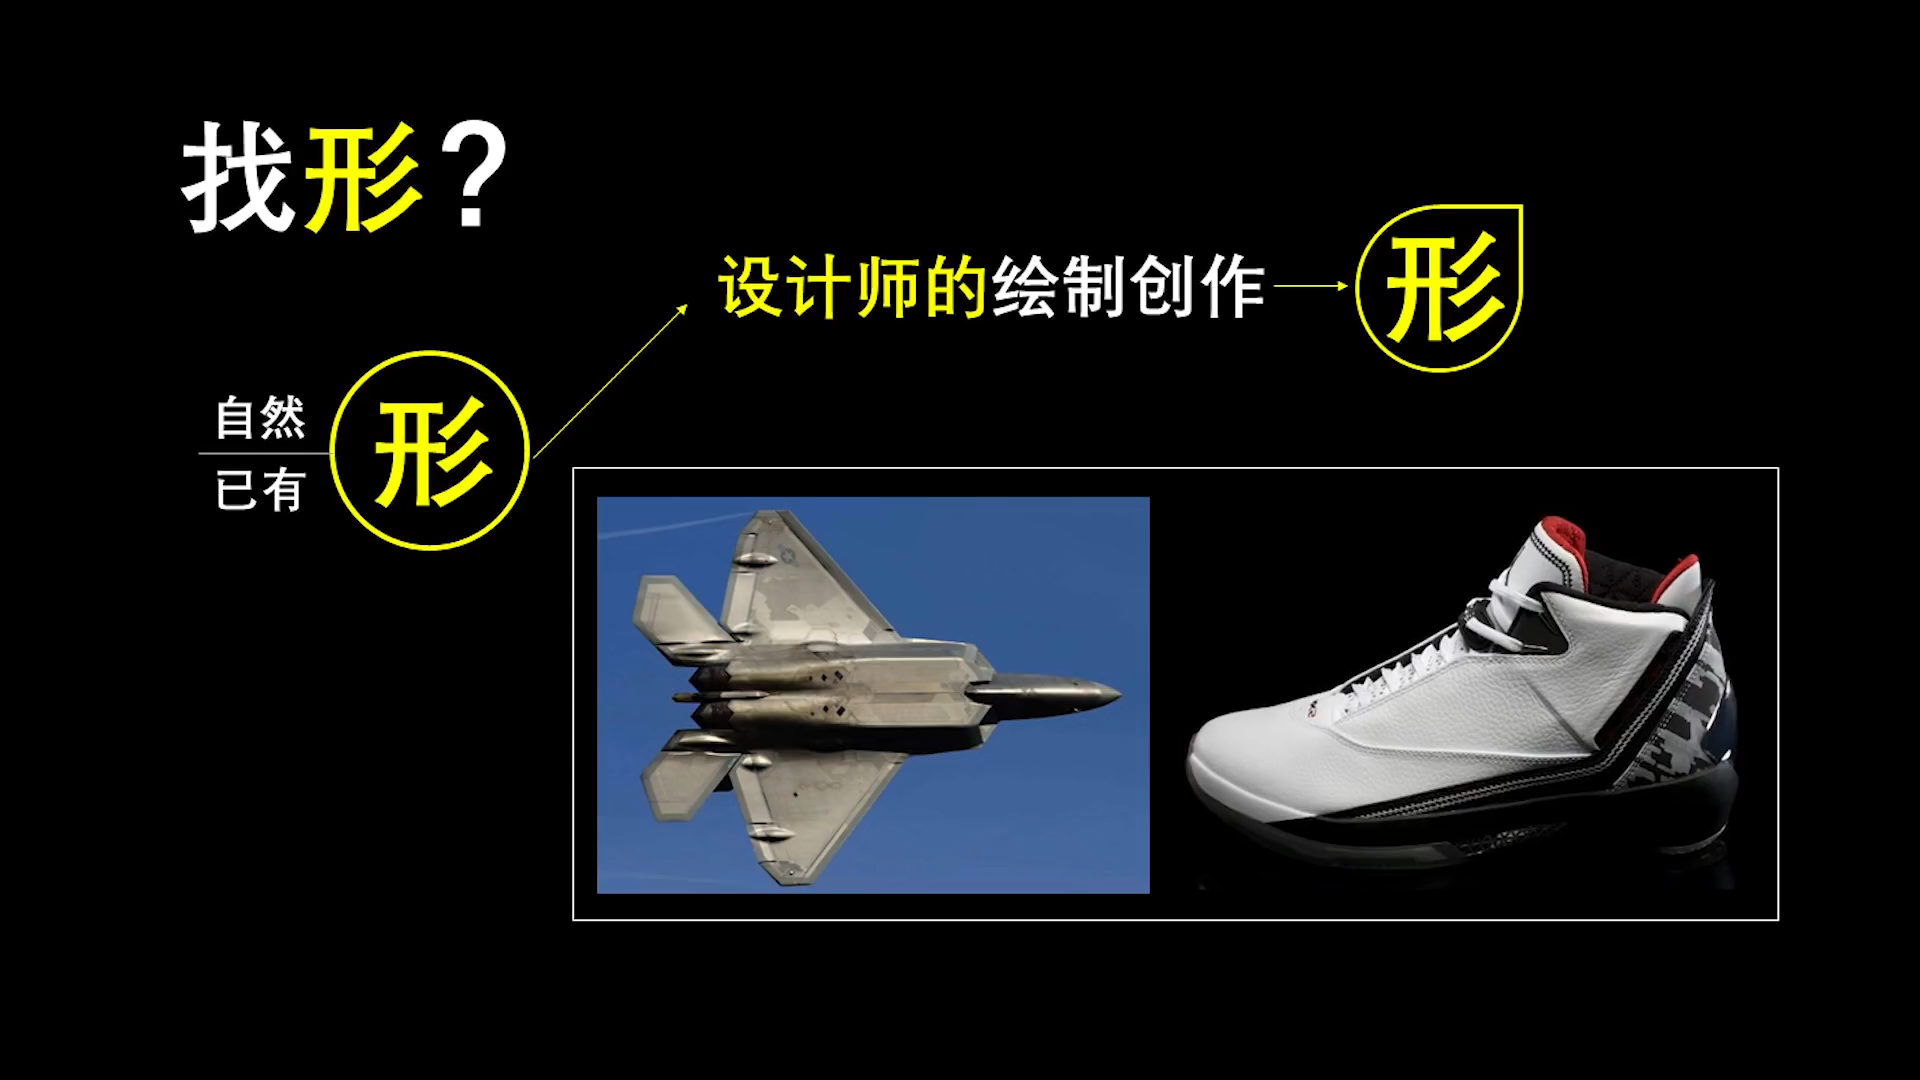 找形?
设计师的绘制创作
形
自然
形
已有